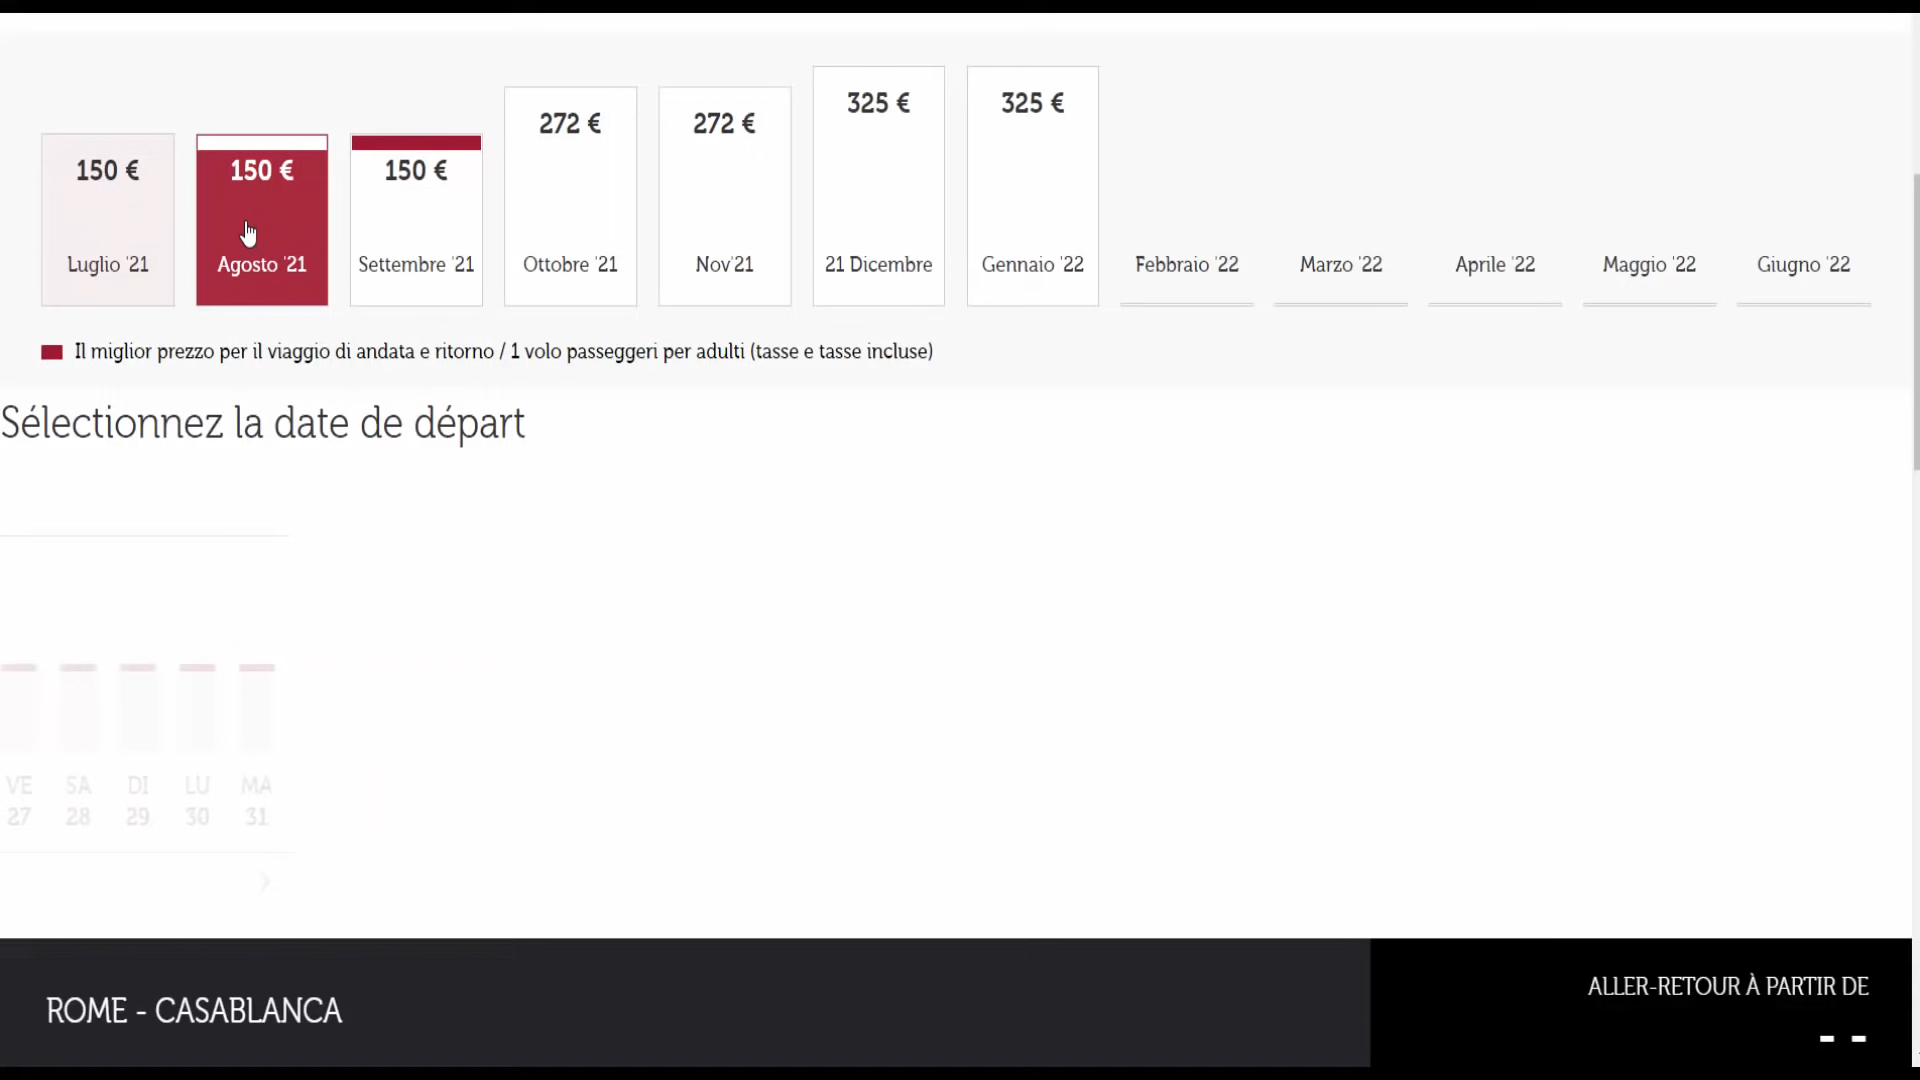 150 € 150 € 150 € 272 € 272 € 325 € 325 €
Luglio '21 Agosto '21 Settembre '21 Ottobre '21 Nov'21 21 Dicembre Gennaio '22 Febbraio '22 Marzo '22 Aprile '22 Maggio '22 Giugno '22
Il miglior prezzo per il viaggio di andata e ritorno / 1 volo passeggeri per adulti (tasse e tasse incluse)
Sélectionnez la date de départ
VE SA DI LU MA
27 28 29 30 31
ALLER-RETOUR À PARTIR DE
ROME - CASABLANCA
- -